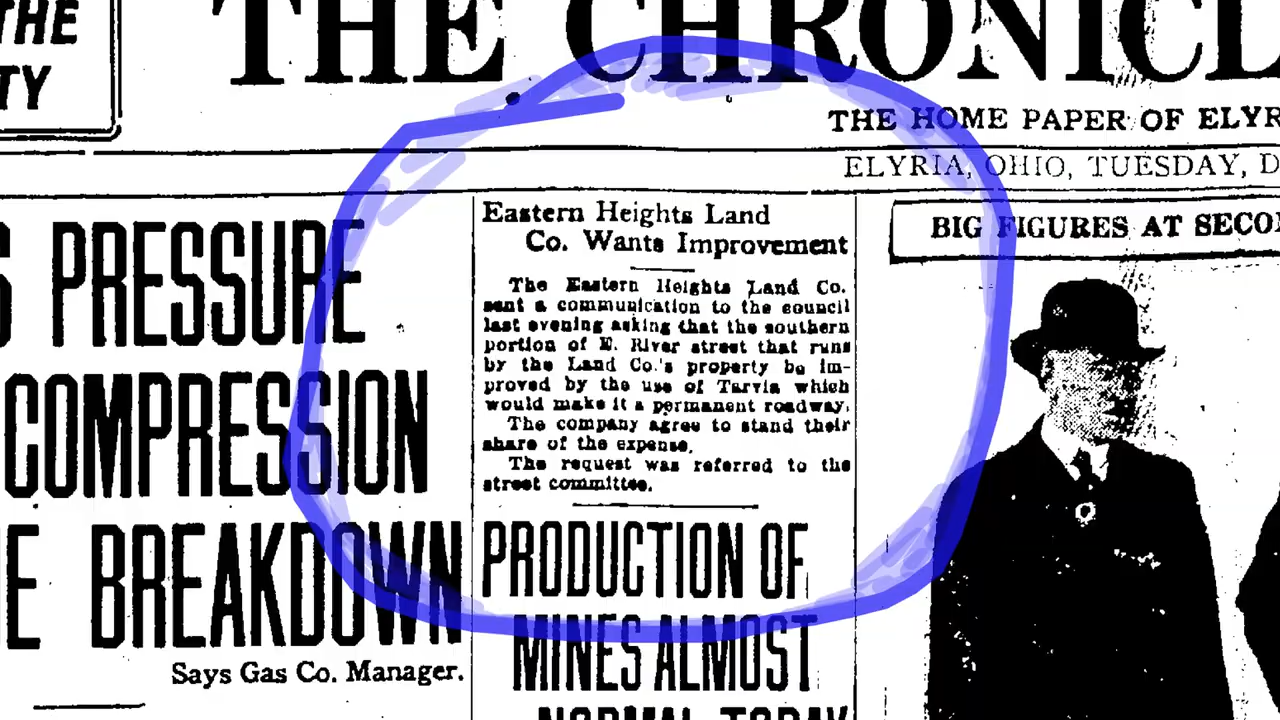 THE
TY
THE CHRONICL
THE HOME PAPER OF ELYR
ELYRIA, OHIO, TUESDAY, D
S PRESSURE
COMPRESSION
E BREAKDOWN
Says Gas Co. Manager.
Eastern Heights Land
Co. Wants Improvement
The Eastern Heights Land Co.
sent a communication to the council
last evening asking that the southern
portion of E. River street that runs
by the Land Co.'s property be im-
proved by the use of Tarvia which
would make it a permanent roadway.
The company agree to stand their
share of the expense.
The request was referred to the
street committee.
PRODUCTION OF
MINES ALMOST
NORMAL TODAY
BIG FIGURES AT SECO